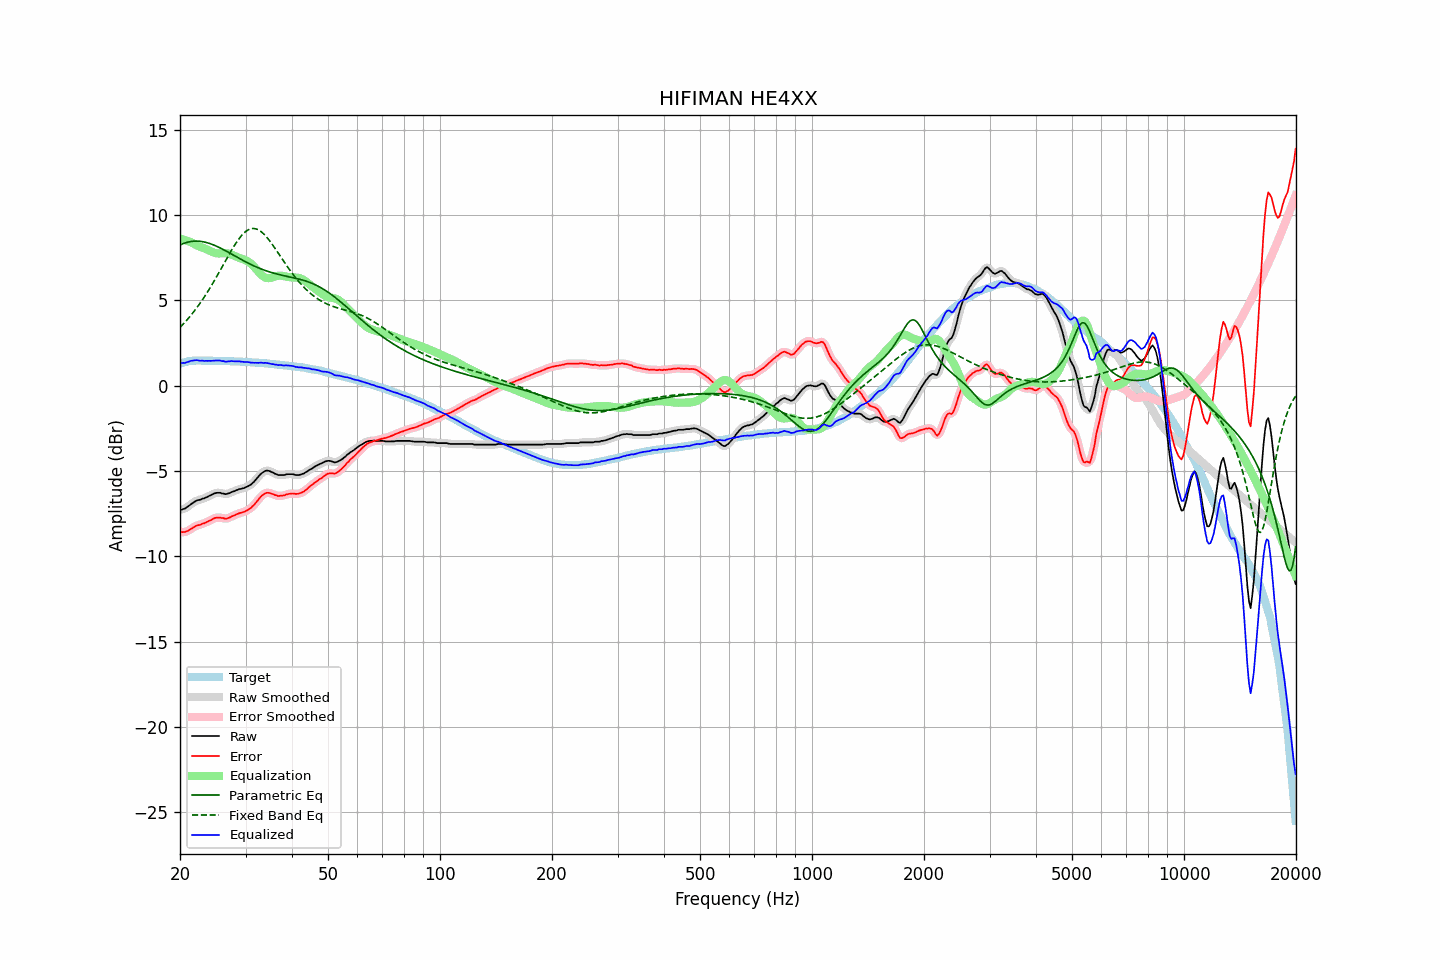 HIFIMAN HE4XX
Amplitude (dBr)
15
10
5
0
−5
−10
−15
−20
−25
Target
Raw Smoothed
Error Smoothed
Raw
Error
Equalization
Parametric Eq
Fixed Band Eq
Equalized
20
50
100
200
500
1000
2000
5000
10000
20000
Frequency (Hz)